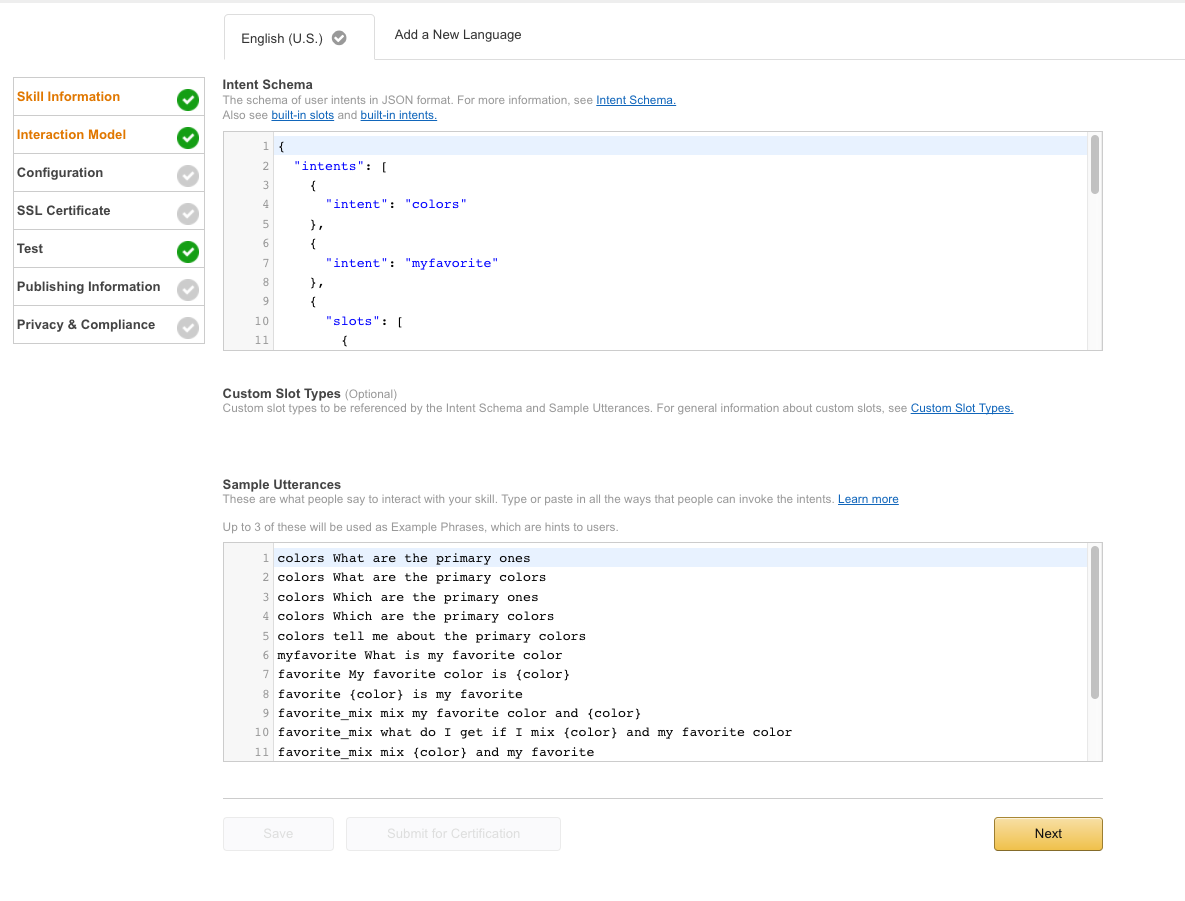 English (U.S.)
Add a New Language
Skill Information
Interaction Model
Configuration
SSL Certificate
Test
Publishing Information
Privacy & Compliance
Intent Schema
The schema of user intents in JSON format. For more information, see Intent Schema.
Also see built-in slots and built-in intents.
1 {
2 "intents": [
3 {
4 "intent": "colors"
5 },
6 {
7 "intent": "myfavorite"
8 },
9 {
10 "slots": [
11 {
Custom Slot Types (Optional)
Custom slot types to be referenced by the Intent Schema and Sample Utterances. For general information about custom slots, see Custom Slot Types.
Sample Utterances
These are what people say to interact with your skill. Type or paste in all the ways that people can invoke the intents. Learn more
Up to 3 of these will be used as Example Phrases, which are hints to users.
1 colors What are the primary ones
2 colors What are the primary colors
3 colors Which are the primary ones
4 colors Which are the primary colors
5 colors tell me about the primary colors
6 myfavorite What is my favorite color
7 favorite My favorite color is {color}
8 favorite {color} is my favorite
9 favorite_mix mix my favorite color and {color}
10 favorite_mix what do I get if I mix {color} and my favorite color
11 favorite_mix mix {color} and my favorite
Save
Submit for Certification
Next